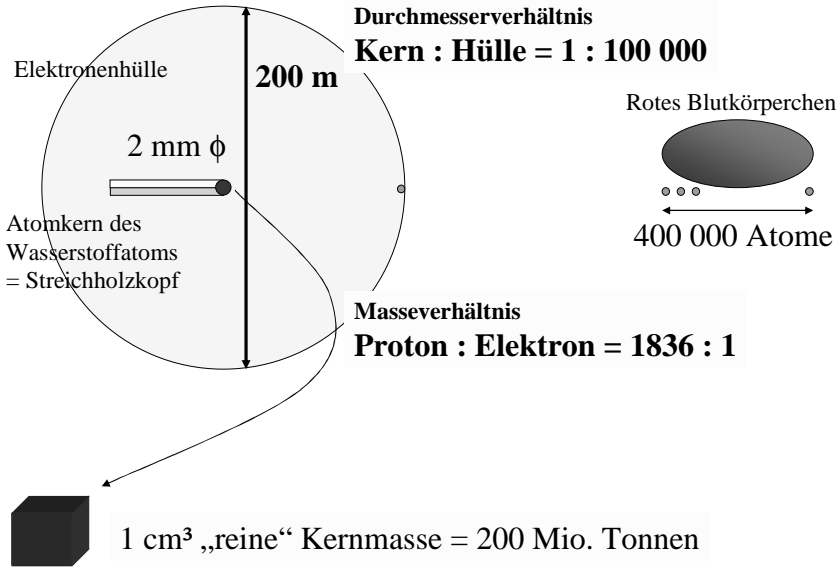 Durchmesserverhältnis
Kern : Hülle = 1 : 100 000
Elektronenhülle
200 m
Rotes Blutkörperchen
2 mm ϕ
Atomkern des
Wasserstoffatoms
= Streichholzkopf
400 000 Atome
Masseverhältnis
Proton : Elektron = 1836 : 1
1 cm³ „reine“ Kernmasse = 200 Mio. Tonnen